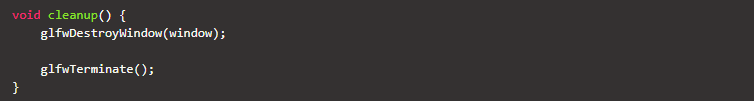 void cleanup() {
    glfwDestroyWindow(window);

    glfwTerminate();
}